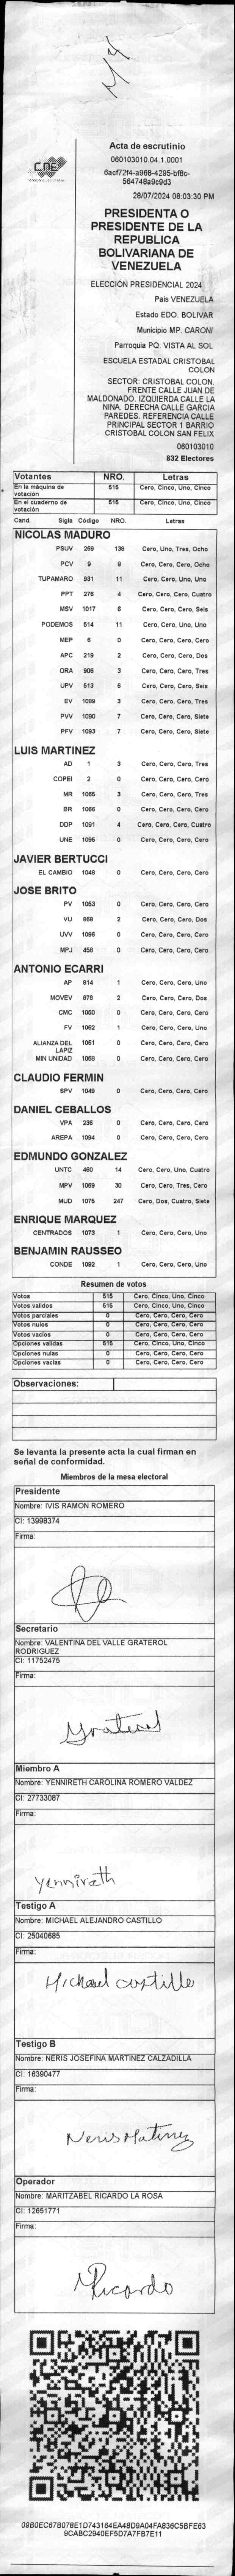 CNE
Acta de escrutinio
060103010.04.1.0001
6acf72f4-a968-4295-bf8c-
564748a9c9d3
28/07/2024 08:03:30 PM
PRESIDENTA O
PRESIDENTE DE LA
REPUBLICA
BOLIVARIANA DE
VENEZUELA
ELECCIÓN PRESIDENCIAL 2024
Pais VENEZUELA
Estado EDO. BOLIVAR
Municipio MP. CARONI
Parroquia PQ. VISTA AL SOL
ESCUELA ESTADAL CRISTOBAL
COLON
SECTOR: CRISTOBAL COLON.
FRENTE CALLE JUAN DE
MALDONADO. IZQUIERDA CALLE LA
NINA. DERECHA CALLE GARCIA
PAREDES. REFERENCIA CALLE
PRINCIPAL SECTOR 1 BARRIO
CRISTOBAL COLON SAN FELIX
060103010
832 Electores
Votantes NRO. Letras
En la máquina de votación 515 Cero, Cinco, Uno, Cinco
En el cuaderno de votación 515 Cero, Cinco, Uno, Cinco
Cand. Sigla Código NRO. Letras
NICOLAS MADURO
PSUV 269 138 Cero, Uno, Tres, Ocho
PCV 9 8 Cero, Cero, Cero, Ocho
TUPAMARO 931 11 Cero, Cero, Uno, Uno
PPT 276 4 Cero, Cero, Cero, Cuatro
MSV 1017 6 Cero, Cero, Cero, Seis
PODEMOS 514 11 Cero, Cero, Uno, Uno
MEP 6 0 Cero, Cero, Cero, Cero
APC 219 2 Cero, Cero, Cero, Dos
ORA 906 3 Cero, Cero, Cero, Tres
UPV 513 6 Cero, Cero, Cero, Seis
EV 1089 3 Cero, Cero, Cero, Tres
PVV 1090 7 Cero, Cero, Cero, Siete
PFV 1093 7 Cero, Cero, Cero, Siete
LUIS MARTINEZ
AD 1 3 Cero, Cero, Cero, Tres
COPEI 2 0 Cero, Cero, Cero, Cero
MR 1065 3 Cero, Cero, Cero, Tres
BR 1066 0 Cero, Cero, Cero, Cero
DDP 1091 4 Cero, Cero, Cero, Cuatro
UNE 1095 0 Cero, Cero, Cero, Cero
JAVIER BERTUCCI
EL CAMBIO 1048 0 Cero, Cero, Cero, Cero
JOSE BRITO
PV 1053 0 Cero, Cero, Cero, Cero
VU 868 2 Cero, Cero, Cero, Dos
UVV 1096 0 Cero, Cero, Cero, Cero
MPJ 458 0 Cero, Cero, Cero, Cero
ANTONIO ECARRI
AP 814 1 Cero, Cero, Cero, Uno
MOVEV 878 2 Cero, Cero, Cero, Dos
CMC 1050 0 Cero, Cero, Cero, Cero
FV 1062 1 Cero, Cero, Cero, Uno
ALIANZA DEL LAPIZ 1051 0 Cero, Cero, Cero, Cero
MIN UNIDAD 1068 0 Cero, Cero, Cero, Cero
CLAUDIO FERMIN
SPV 1049 0 Cero, Cero, Cero, Cero
DANIEL CEBALLOS
VPA 236 0 Cero, Cero, Cero, Cero
AREPA 1094 0 Cero, Cero, Cero, Cero
EDMUNDO GONZALEZ
UNTC 460 14 Cero, Cero, Uno, Cuatro
MPV 1069 30 Cero, Cero, Tres, Cero
MUD 1075 247 Cero, Dos, Cuatro, Siete
ENRIQUE MARQUEZ
CENTRADOS 1073 1 Cero, Cero, Cero, Uno
BENJAMIN RAUSSEO
CONDE 1092 1 Cero, Cero, Cero, Uno
Resumen de votos
Votos 515 Cero, Cinco, Uno, Cinco
Votos validos 515 Cero, Cinco, Uno, Cinco
Votos parciales 0 Cero, Cero, Cero, Cero
Votos nulos 0 Cero, Cero, Cero, Cero
Votos vacios 0 Cero, Cero, Cero, Cero
Opciones validas 515 Cero, Cinco, Uno, Cinco
Opciones nulas 0 Cero, Cero, Cero, Cero
Opciones vacias 0 Cero, Cero, Cero, Cero
Observaciones:
Se levanta la presente acta la cual firman en
señal de conformidad.
Miembros de la mesa electoral
Presidente
Nombre: IVIS RAMON ROMERO
CI: 13998374
Firma:
Secretario
Nombre: VALENTINA DEL VALLE GRATEROL
RODRIGUEZ
CI: 11752475
Firma:
Graterol
Miembro A
Nombre: YENNIRETH CAROLINA ROMERO VALDEZ
CI: 27733087
Firma:
Yennireth
Testigo A
Nombre: MICHAEL ALEJANDRO CASTILLO
CI: 25040685
Firma:
Michael castillo
Testigo B
Nombre: NERIS JOSEFINA MARTINEZ CALZADILLA
CI: 16390477
Firma:
Neris Matinez
Operador
Nombre: MARITZABEL RICARDO LA ROSA
CI: 12651771
Firma:
MRicardo
09B0EC67B078E1D743164EA48D9A04FA836C5BFE63
9CABC2940EF5D7A7FB7E11